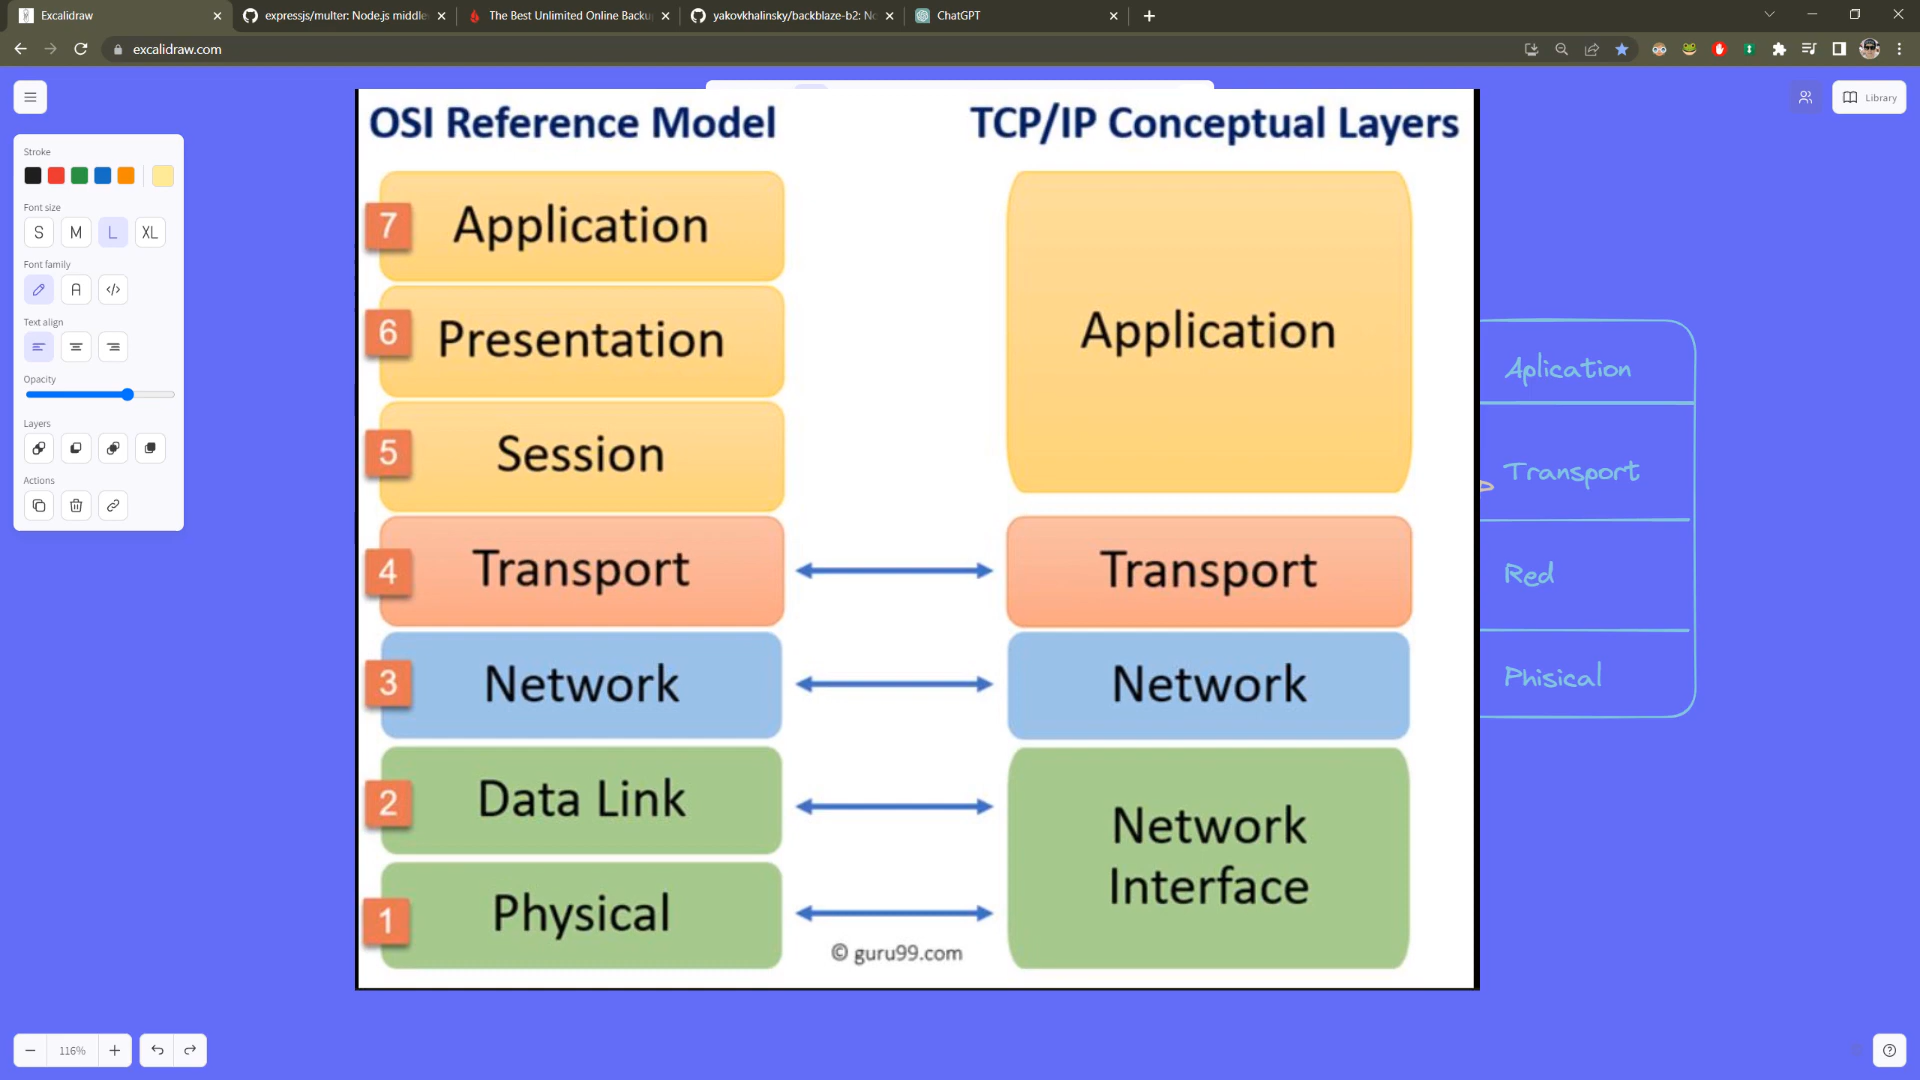 Excalidraw
expressjs/multer: Node.js middle
The Best Unlimited Online Backu
yakovkhalinsky/backblaze-b2: No
ChatGPT
excalidraw.com
Library
Stroke
Font size
S M L XL
Font family
A </>
Text align
Opacity
Layers
Actions
OSI Reference Model
TCP/IP Conceptual Layers
7 Application
6 Presentation
5 Session
4 Transport
3 Network
2 Data Link
1 Physical
Application
Transport
Network
Network
Interface
© guru99.com
Aplication
Transport
Red
Phisical
116%